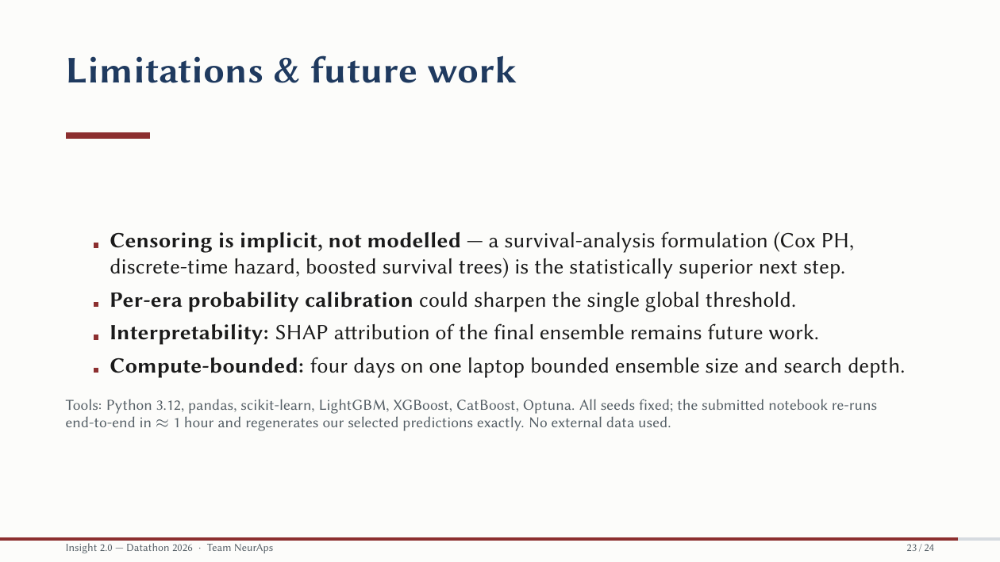 Limitations & future work
Censoring is implicit, not modelled — a survival-analysis formulation (Cox PH,
discrete-time hazard, boosted survival trees) is the statistically superior next step.
Per-era probability calibration could sharpen the single global threshold.
Interpretability: SHAP attribution of the final ensemble remains future work.
Compute-bounded: four days on one laptop bounded ensemble size and search depth.
Tools: Python 3.12, pandas, scikit-learn, LightGBM, XGBoost, CatBoost, Optuna. All seeds fixed; the submitted notebook re-runs
end-to-end in ≈ 1 hour and regenerates our selected predictions exactly. No external data used.
Insight 2.0 — Datathon 2026 · Team NeurAps
23 / 24